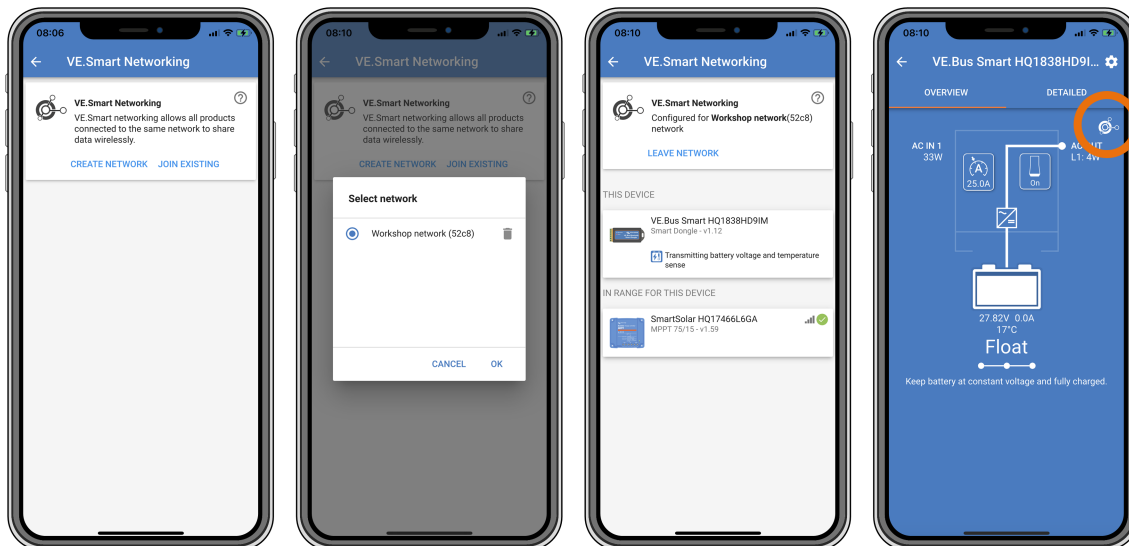 08:06
VE.Smart Networking
VE.Smart Networking
VE.Smart networking allows all products
connected to the same network to share
data wirelessly.
CREATE NETWORK JOIN EXISTING
08:10
VE.Smart Networking
VE.Smart Networking
VE.Smart networking allows all products
connected to the same network to share
data wirelessly.
CREATE NETWORK JOIN EXISTING
Select network
Workshop network (52c8)
CANCEL OK
08:10
VE.Smart Networking
VE.Smart Networking
Configured for Workshop network(52c8)
network
LEAVE NETWORK
THIS DEVICE
VE.Bus Smart HQ1838HD9IM
Smart Dongle - v1.12
Transmitting battery voltage and temperature
sense
IN RANGE FOR THIS DEVICE
SmartSolar HQ17466L6GA
MPPT 75/15 - v1.59
08:10
VE.Bus Smart HQ1838HD9I...
OVERVIEW DETAILED
AC IN 1
33W
A
25.0A
On
L1: 4W
27.82V 0.0A
17°C
Float
Keep battery at constant voltage and fully charged.